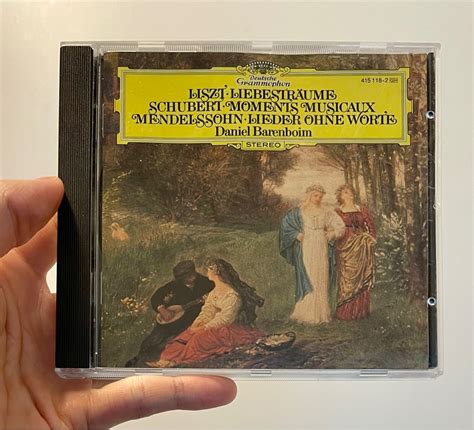 Deutsche
Grammophon
415 118-2
LISZT·LIEBESTRÄUME
SCHUBERT·MOMENTS MUSICAUX
MENDELSSOHN·LIEDER OHNE WORTE
Daniel Barenboim
STEREO